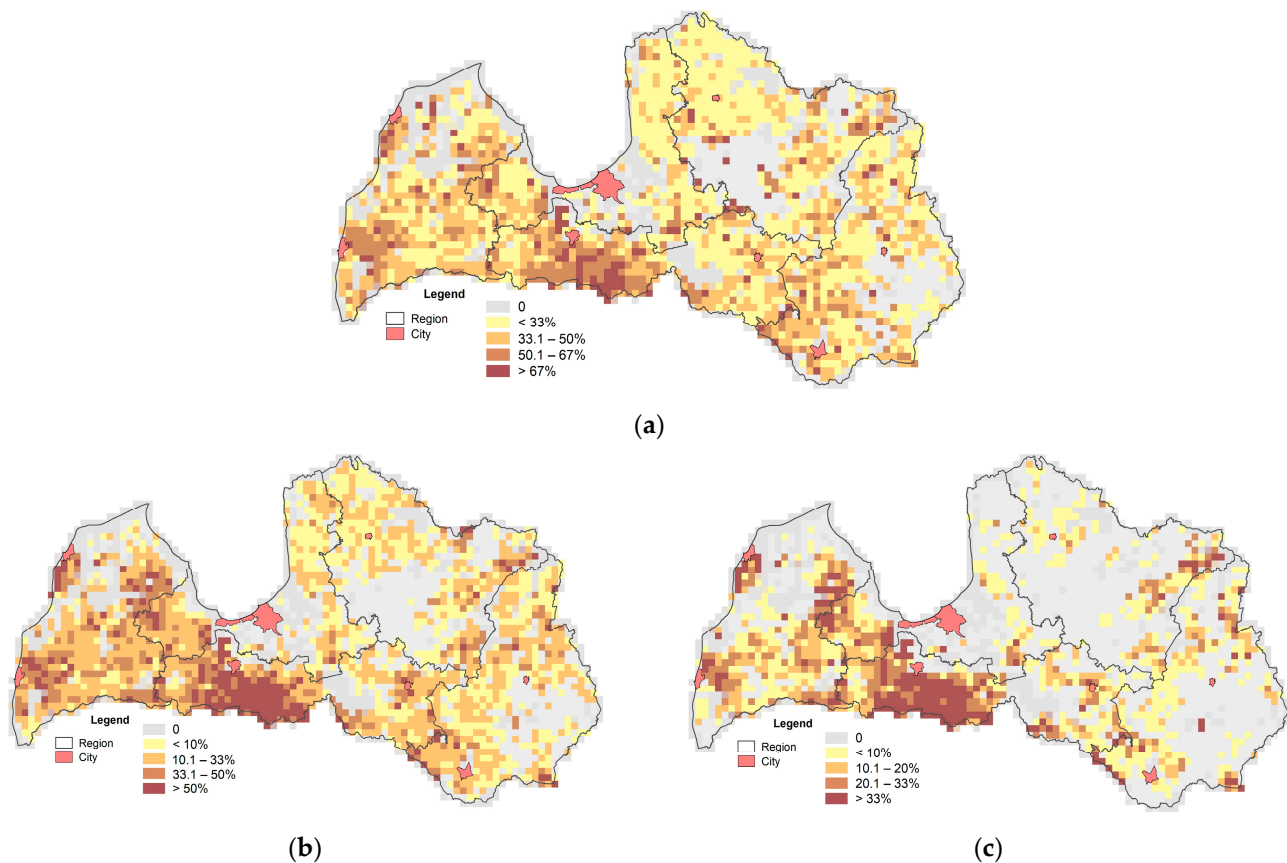 Legend
Region
City
0
< 33%
33.1 – 50%
50.1 – 67%
> 67%
(a)
Legend
Region
City
0
< 10%
10.1 – 33%
33.1 – 50%
> 50%
(b)
Legend
Region
City
0
< 10%
10.1 – 20%
20.1 – 33%
> 33%
(c)